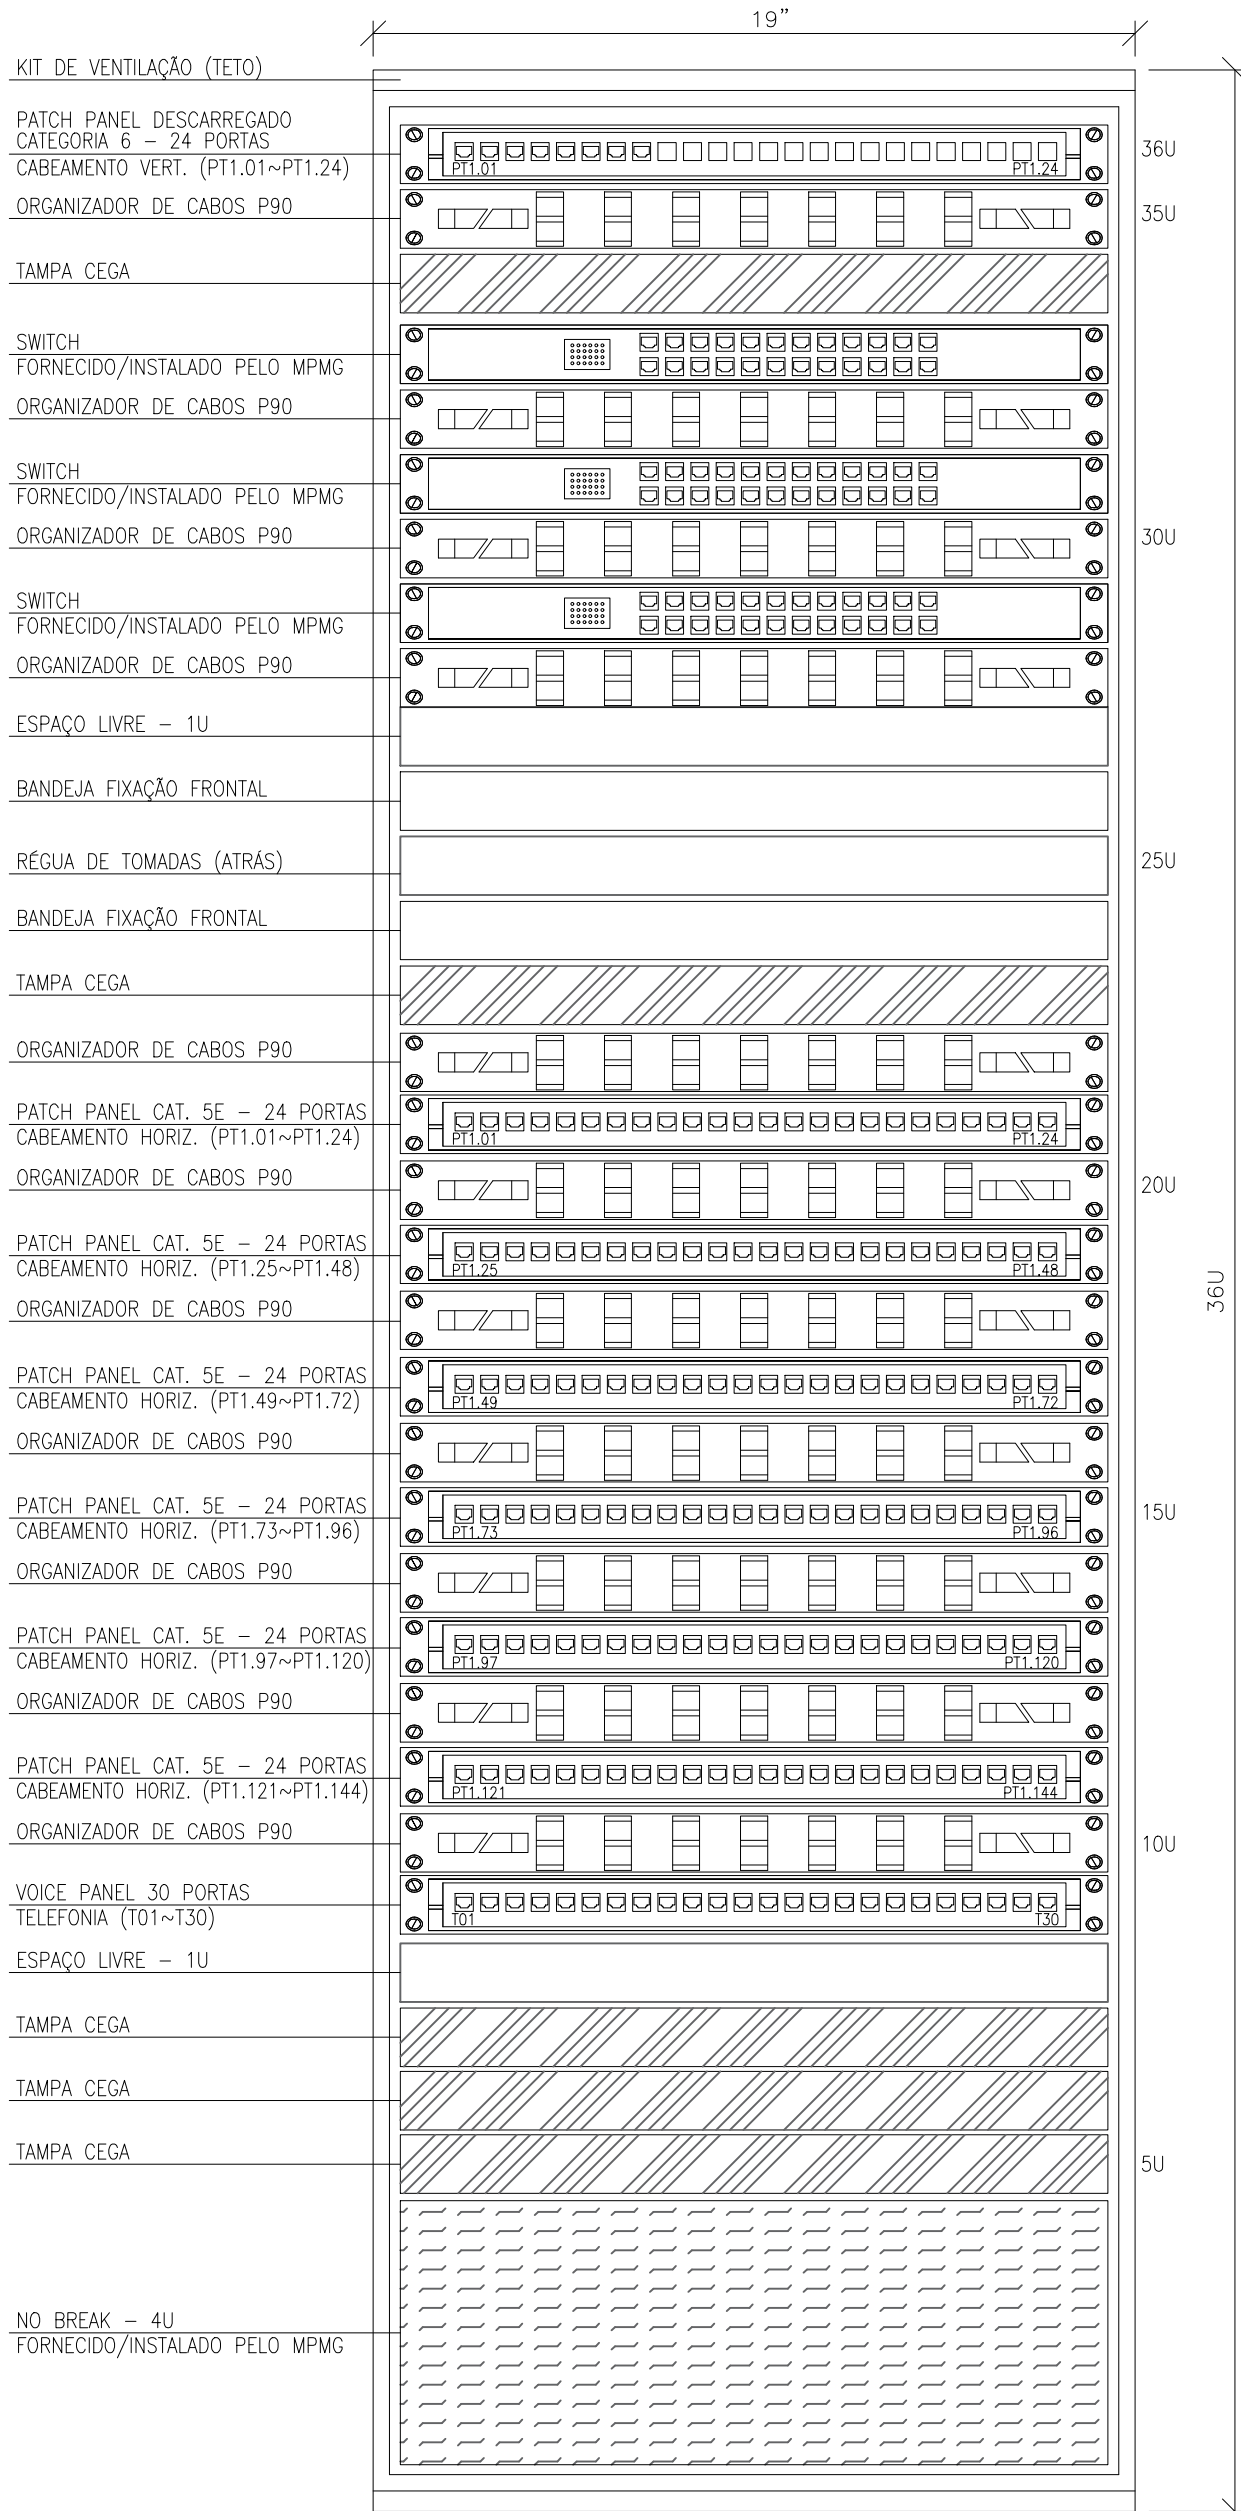 19"
KIT DE VENTILAÇÃO (TETO)
PATCH PANEL DESCARREGADO
CATEGORIA 6 - 24 PORTAS
CABEAMENTO VERT. (PT1.01~PT1.24)
PT1.01 PT1.24
36U
ORGANIZADOR DE CABOS P90
35U
TAMPA CEGA
SWITCH
FORNECIDO/INSTALADO PELO MPMG
ORGANIZADOR DE CABOS P90
SWITCH
FORNECIDO/INSTALADO PELO MPMG
ORGANIZADOR DE CABOS P90
30U
SWITCH
FORNECIDO/INSTALADO PELO MPMG
ORGANIZADOR DE CABOS P90
ESPAÇO LIVRE - 1U
BANDEJA FIXAÇÃO FRONTAL
RÉGUA DE TOMADAS (ATRÁS)
25U
BANDEJA FIXAÇÃO FRONTAL
TAMPA CEGA
ORGANIZADOR DE CABOS P90
PATCH PANEL CAT. 5E - 24 PORTAS
CABEAMENTO HORIZ. (PT1.01~PT1.24)
PT1.01 PT1.24
ORGANIZADOR DE CABOS P90
20U
PATCH PANEL CAT. 5E - 24 PORTAS
CABEAMENTO HORIZ. (PT1.25~PT1.48)
PT1.25 PT1.48
36U
ORGANIZADOR DE CABOS P90
PATCH PANEL CAT. 5E - 24 PORTAS
CABEAMENTO HORIZ. (PT1.49~PT1.72)
PT1.49 PT1.72
ORGANIZADOR DE CABOS P90
PATCH PANEL CAT. 5E - 24 PORTAS
CABEAMENTO HORIZ. (PT1.73~PT1.96)
PT1.73 PT1.96
15U
ORGANIZADOR DE CABOS P90
PATCH PANEL CAT. 5E - 24 PORTAS
CABEAMENTO HORIZ. (PT1.97~PT1.120)
PT1.97 PT1.120
ORGANIZADOR DE CABOS P90
PATCH PANEL CAT. 5E - 24 PORTAS
CABEAMENTO HORIZ. (PT1.121~PT1.144)
PT1.121 PT1.144
ORGANIZADOR DE CABOS P90
10U
VOICE PANEL 30 PORTAS
TELEFONIA (T01~T30)
T01 T30
ESPAÇO LIVRE - 1U
TAMPA CEGA
TAMPA CEGA
TAMPA CEGA
5U
NO BREAK - 4U
FORNECIDO/INSTALADO PELO MPMG